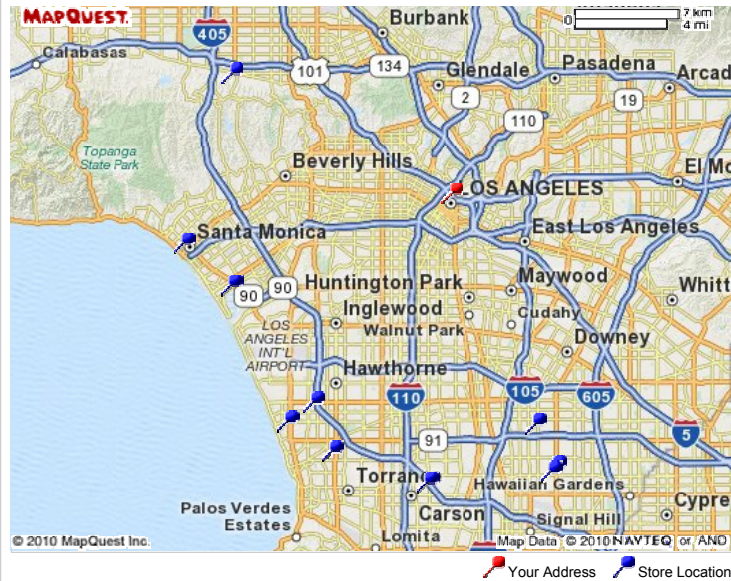 MAPQUEST.
405
Burbank
0
7 km
4 mi
Calabasas
101
134
Glendale
Pasadena
Arcad
2
19
110
Topanga
State Park
Beverly Hills
El Mo
LOS ANGELES
Santa Monica
East Los Angeles
90
90
Huntington Park
Maywood
Whitt
Inglewood
Cudahy
Walnut Park
LOS
ANGELES
INT'L
AIRPORT
Downey
Hawthorne
110
105
605
5
91
Torranc
Hawaiian Gardens
Palos Verdes
Estates
Carson
Signal Hill
Cypre
Lomita
© 2010 MapQuest Inc.
Map Data © 2010 NAVTEQ or AND
Your Address
Store Location